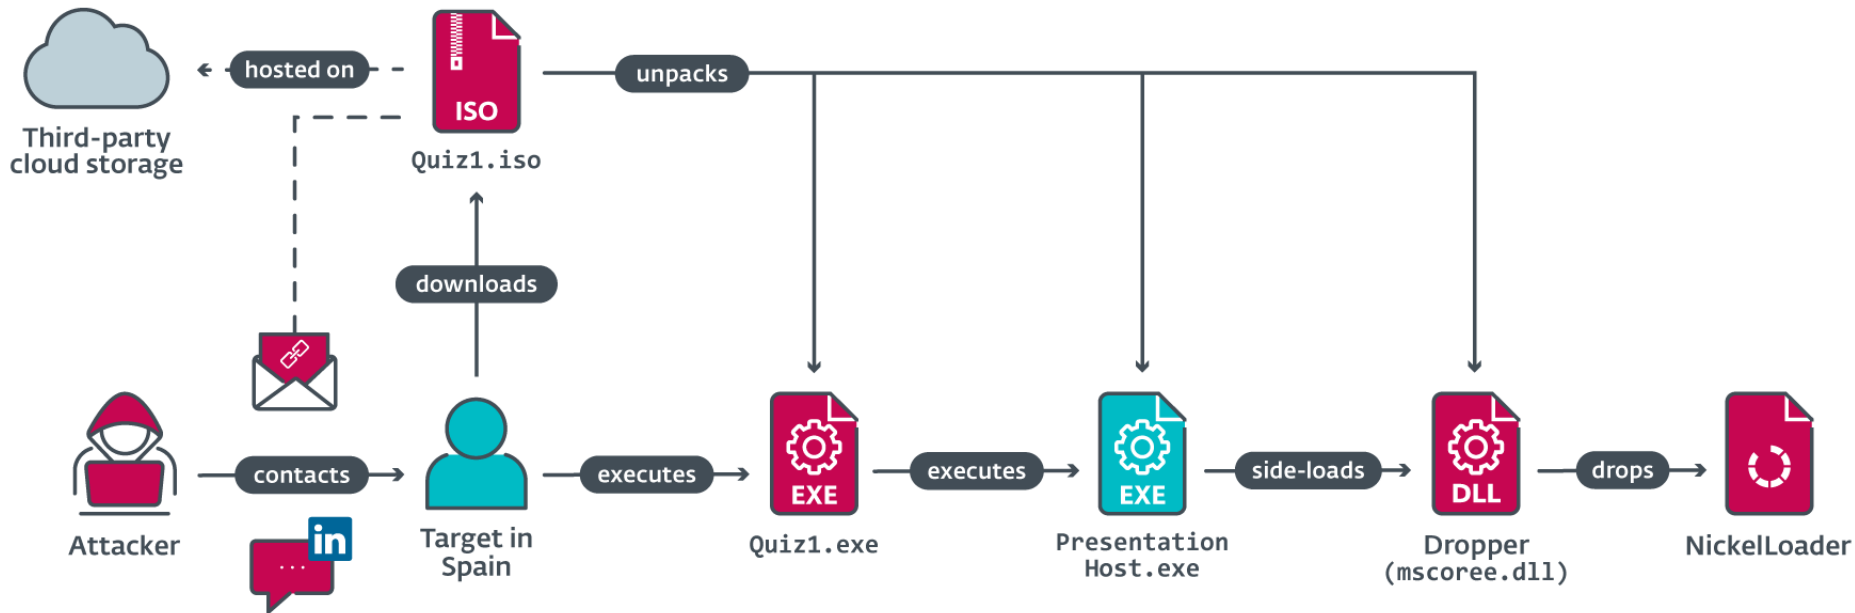 hosted on
ISO
unpacks
Third-party
cloud storage
Quiz1.iso
downloads
contacts
in
executes
EXE
executes
EXE
side-loads
DLL
drops
Attacker
Target in
Spain
Quiz1.exe
Presentation
Host.exe
Dropper
(mscoree.dll)
NickelLoader